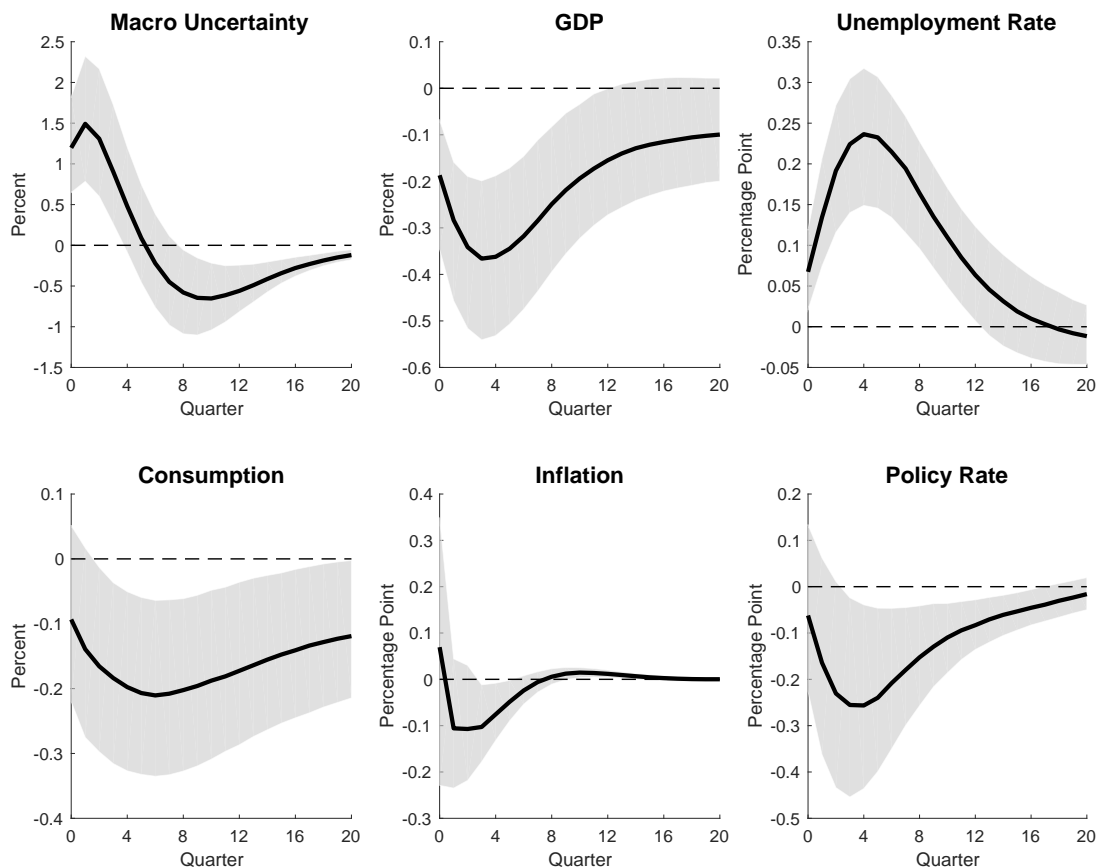 Macro Uncertainty
2.5
2
1.5
1
0.5
0
-0.5
-1
-1.5
Percent
0 4 8 12 16 20
Quarter
GDP
0.1
0
-0.1
-0.2
-0.3
-0.4
-0.5
-0.6
Percent
0 4 8 12 16 20
Quarter
Unemployment Rate
0.35
0.3
0.25
0.2
0.15
0.1
0.05
0
-0.05
Percentage Point
0 4 8 12 16 20
Quarter
Consumption
0.1
0
-0.1
-0.2
-0.3
-0.4
Percent
0 4 8 12 16 20
Quarter
Inflation
0.4
0.3
0.2
0.1
0
-0.1
-0.2
-0.3
Percentage Point
0 4 8 12 16 20
Quarter
Policy Rate
0.2
0.1
0
-0.1
-0.2
-0.3
-0.4
-0.5
Percentage Point
0 4 8 12 16 20
Quarter